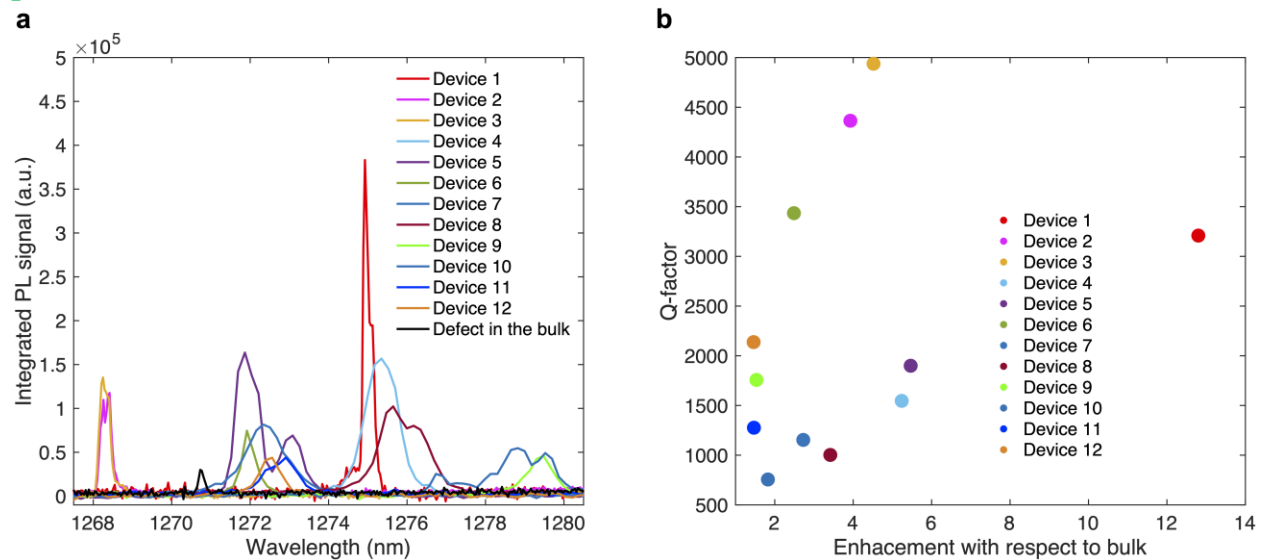 a
×10⁵
5
4.5
4
3.5
3
2.5
2
1.5
1
0.5
0
Integrated PL signal (a.u.)
1268 1270 1272 1274 1276 1278 1280
Wavelength (nm)
Device 1
Device 2
Device 3
Device 4
Device 5
Device 6
Device 7
Device 8
Device 9
Device 10
Device 11
Device 12
Defect in the bulk
b
5000
4500
4000
3500
3000
2500
2000
1500
1000
500
Q-factor
2 4 6 8 10 12 14
Enhacement with respect to bulk
Device 1
Device 2
Device 3
Device 4
Device 5
Device 6
Device 7
Device 8
Device 9
Device 10
Device 11
Device 12